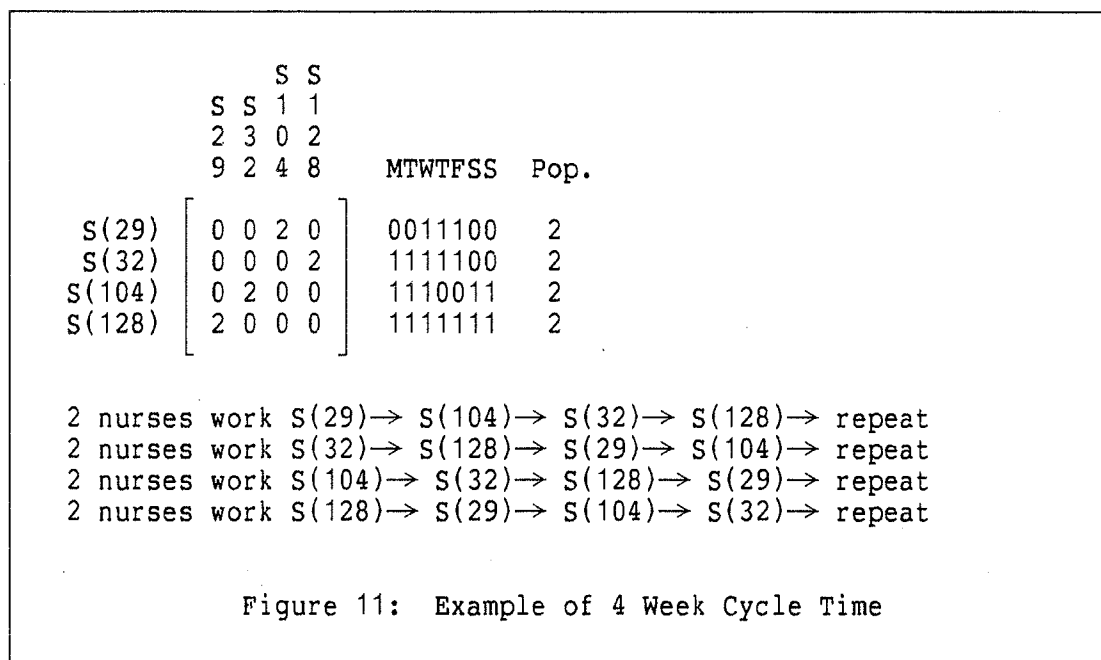 S S
S S 1 1
2 3 0 2
9 2 4 8 MTWTFSS Pop.
S(29) 0 0 2 0 0011100 2
S(32) 0 0 0 2 1111100 2
S(104) 0 2 0 0 1110011 2
S(128) 2 0 0 0 1111111 2
2 nurses work S(29)→ S(104)→ S(32)→ S(128)→ repeat
2 nurses work S(32)→ S(128)→ S(29)→ S(104)→ repeat
2 nurses work S(104)→ S(32)→ S(128)→ S(29)→ repeat
2 nurses work S(128)→ S(29)→ S(104)→ S(32)→ repeat
Figure 11: Example of 4 Week Cycle Time